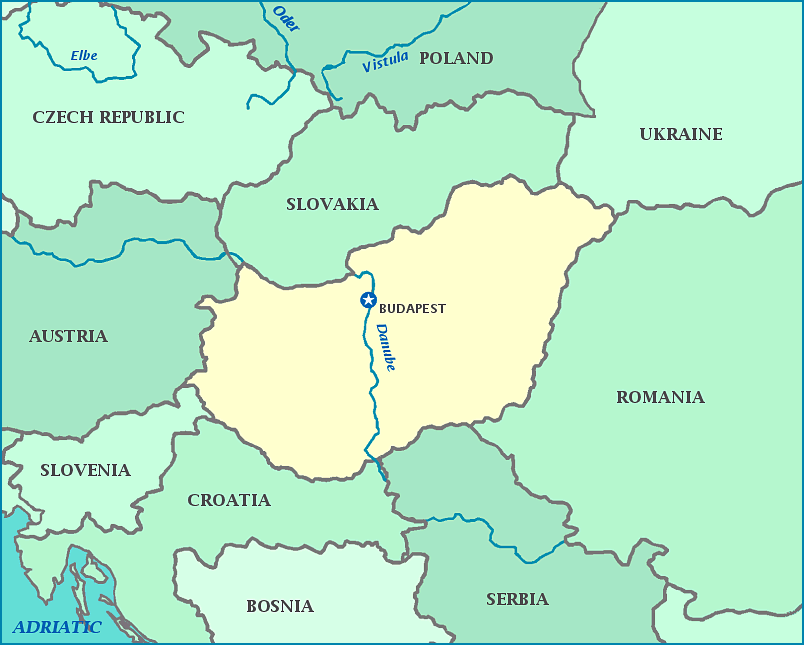 Oder
Elbe
Vistula
POLAND
CZECH REPUBLIC
UKRAINE
SLOVAKIA
BUDAPEST
AUSTRIA
Danube
ROMANIA
SLOVENIA
CROATIA
SERBIA
BOSNIA
ADRIATIC